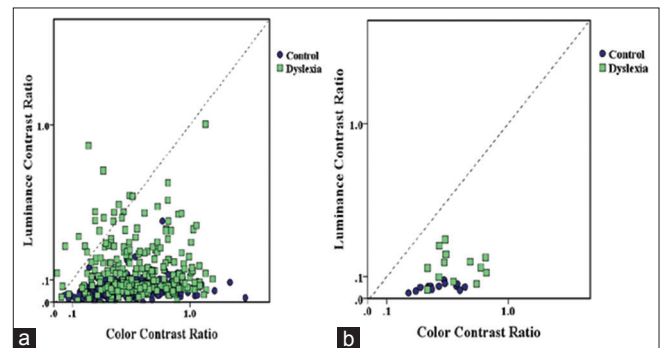 Luminance Contrast Ratio
1.0
.1
.0
.0 .1 1.0
Color Contrast Ratio
Control
Dyslexia
a
Luminance Contrast Ratio
1.0
.1
.0
.0 .1 1.0
Color Contrast Ratio
Control
Dyslexia
b